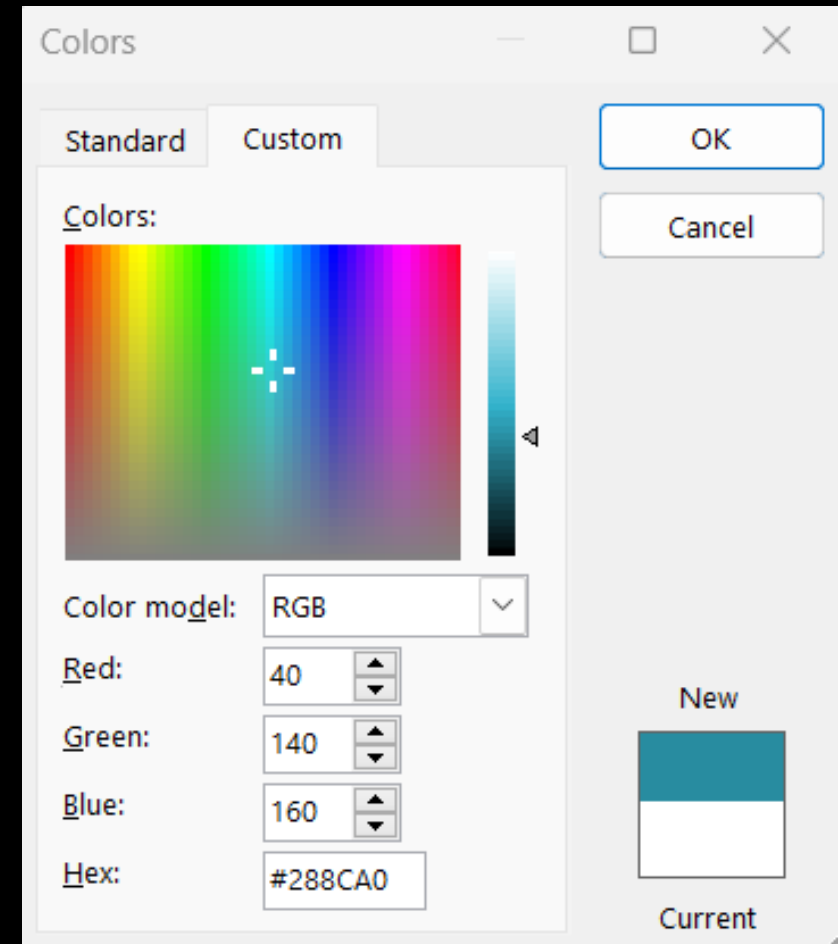 Colors
Standard Custom
OK
Cancel
Colors:
Color model: RGB
Red: 40
Green: 140
Blue: 160
Hex: #288CA0
New
Current